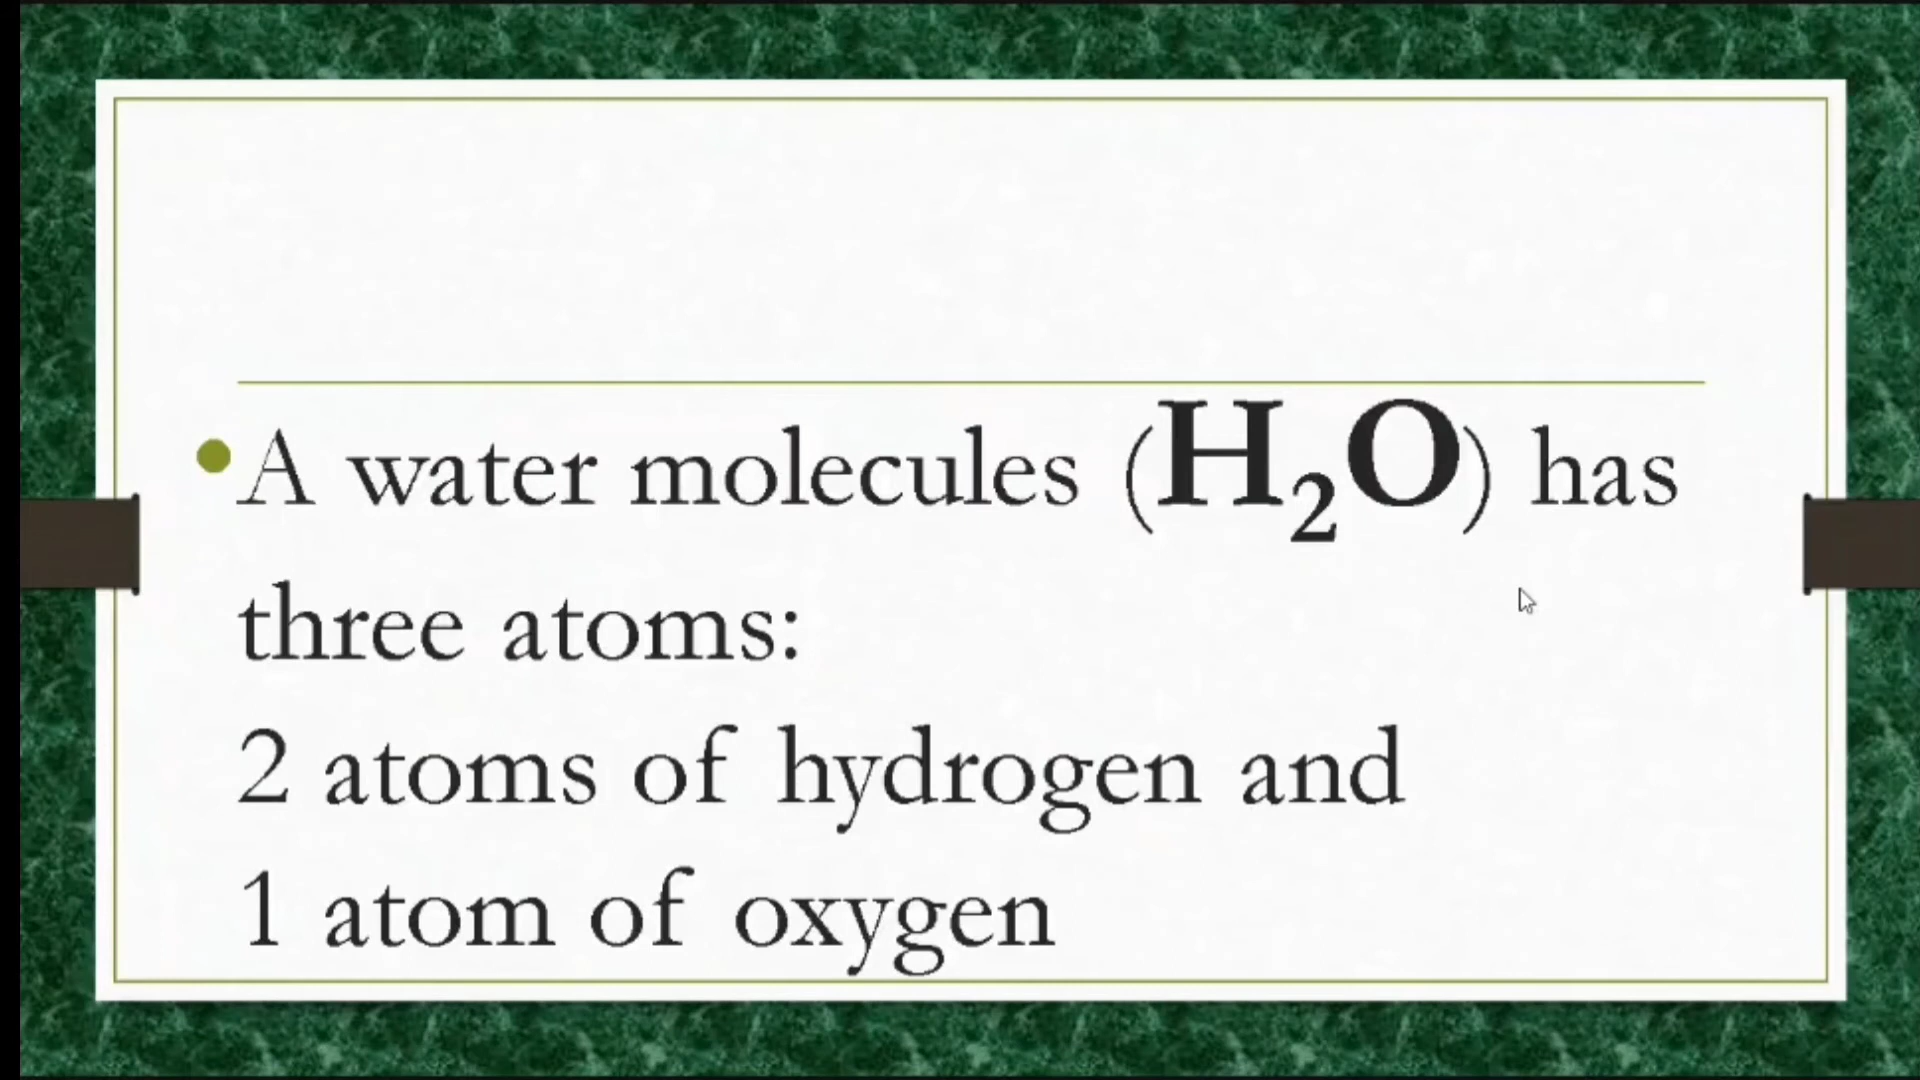 A water molecules (H₂O) has
three atoms:
2 atoms of hydrogen and
1 atom of oxygen